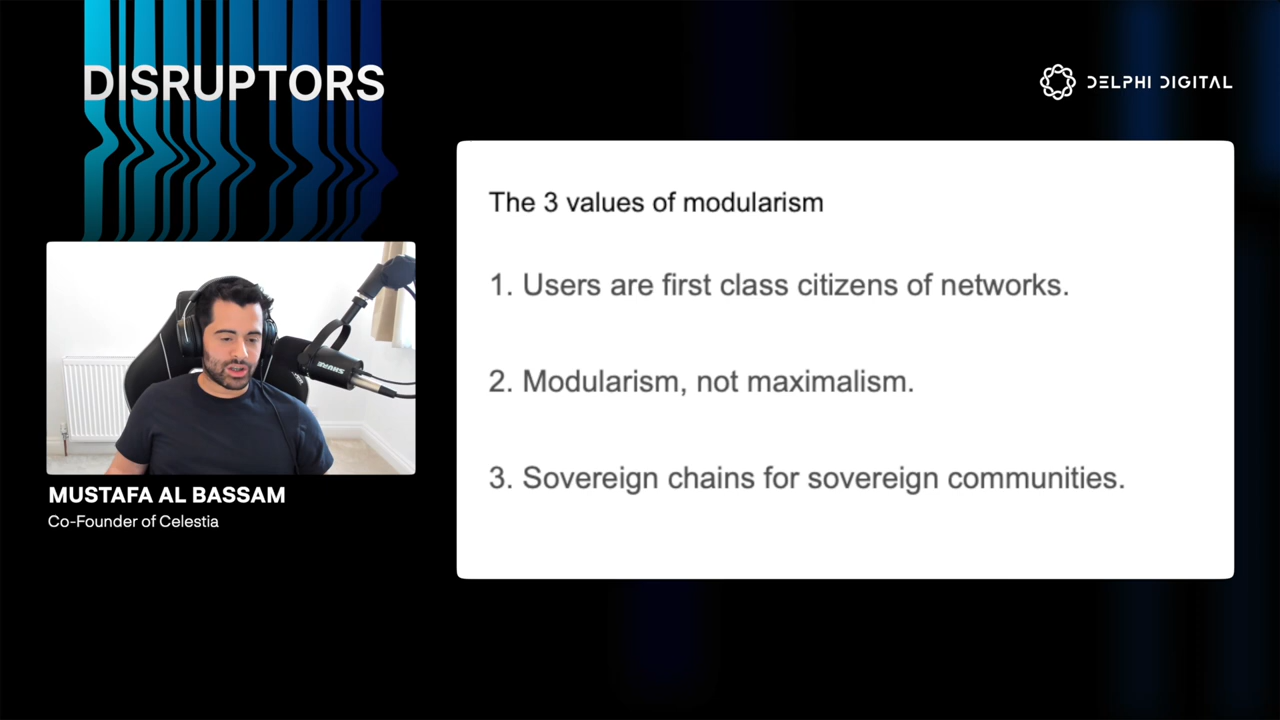 DISRUPTORS
DELPHI DIGITAL
The 3 values of modularism
1. Users are first class citizens of networks.
2. Modularism, not maximalism.
3. Sovereign chains for sovereign communities.
SHURE
MUSTAFA AL BASSAM
Co-Founder of Celestia